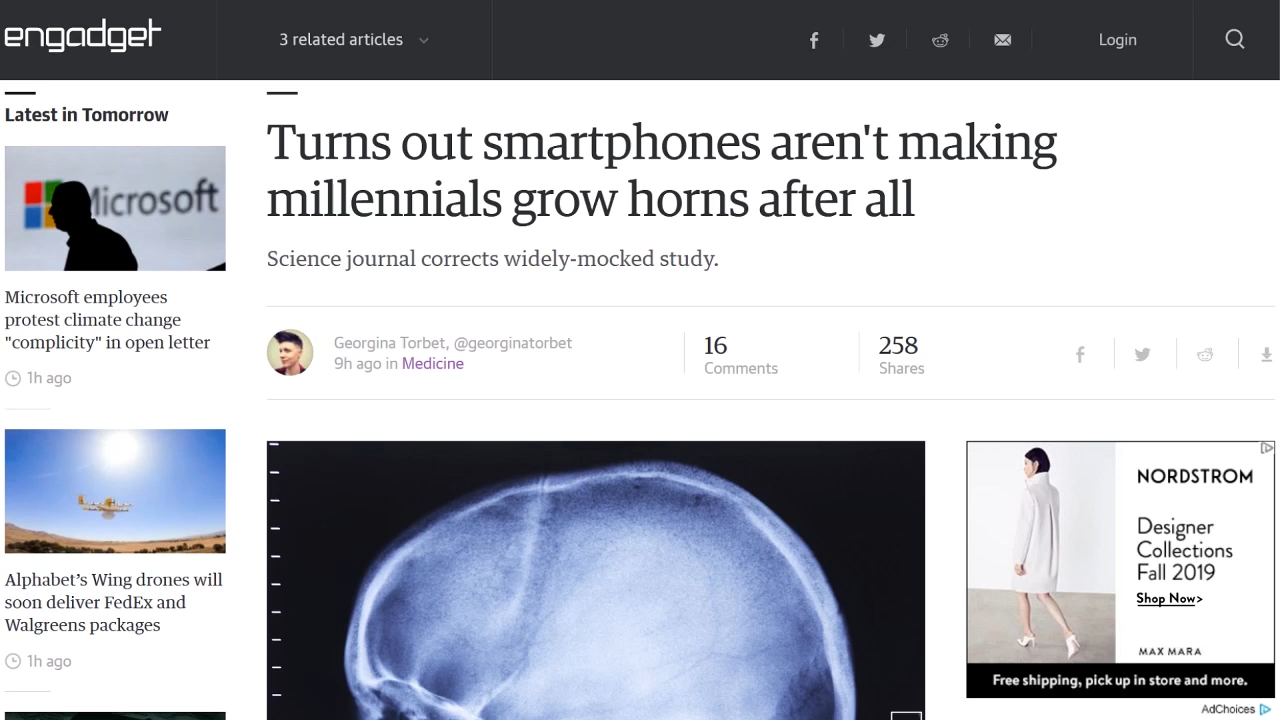 engadget
3 related articles
Login
Latest in Tomorrow
Microsoft
Microsoft employees
protest climate change
"complicity" in open letter
1h ago
Alphabet's Wing drones will
soon deliver FedEx and
Walgreens packages
1h ago
Turns out smartphones aren't making
millennials grow horns after all
Science journal corrects widely-mocked study.
Georgina Torbet, @georginatorbet
9h ago in Medicine
16
Comments
258
Shares
NORDSTROM
Designer
Collections
Fall 2019
Shop Now>
MAX MARA
Free shipping, pick up in store and more.
AdChoices